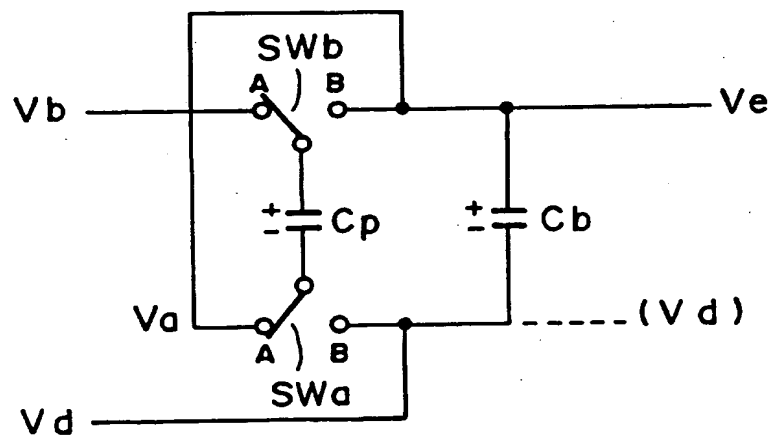 SWb
A B
Vb Ve
+
- Cp
+
- Cb
Va (Vd)
A B
SWa
Vd